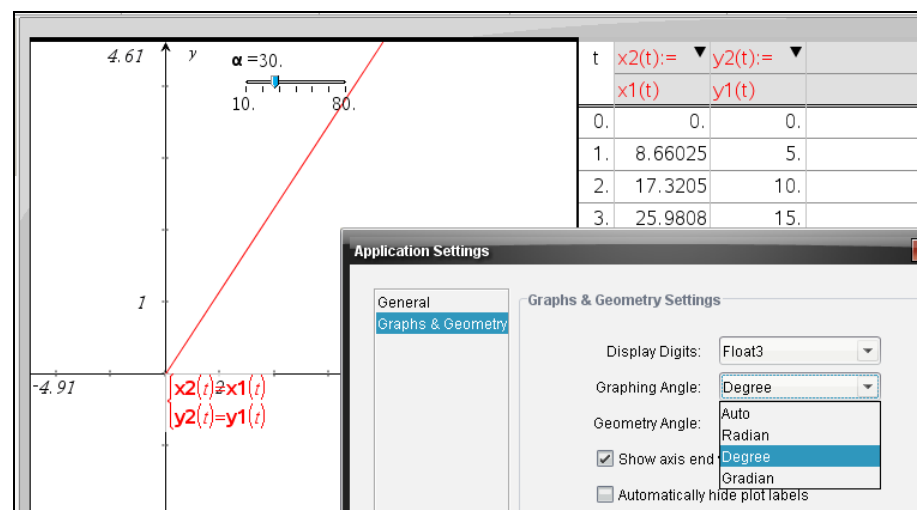 4.61
y
α =30.
10.
80.
1
-4.91
2
x2(t)=x1(t)
y2(t)=y1(t)
t x2(t):= ▼ y2(t):= ▼
x1(t) y1(t)
0. 0. 0.
1. 8.66025 5.
2. 17.3205 10.
3. 25.9808 15.
Application Settings
General
Graphs & Geometry
Graphs & Geometry Settings
Display Digits: Float3
Graphing Angle: Degree
Auto
Geometry Angle:
Radian
Degree
Show axis end
Gradian
Automatically hide plot labels